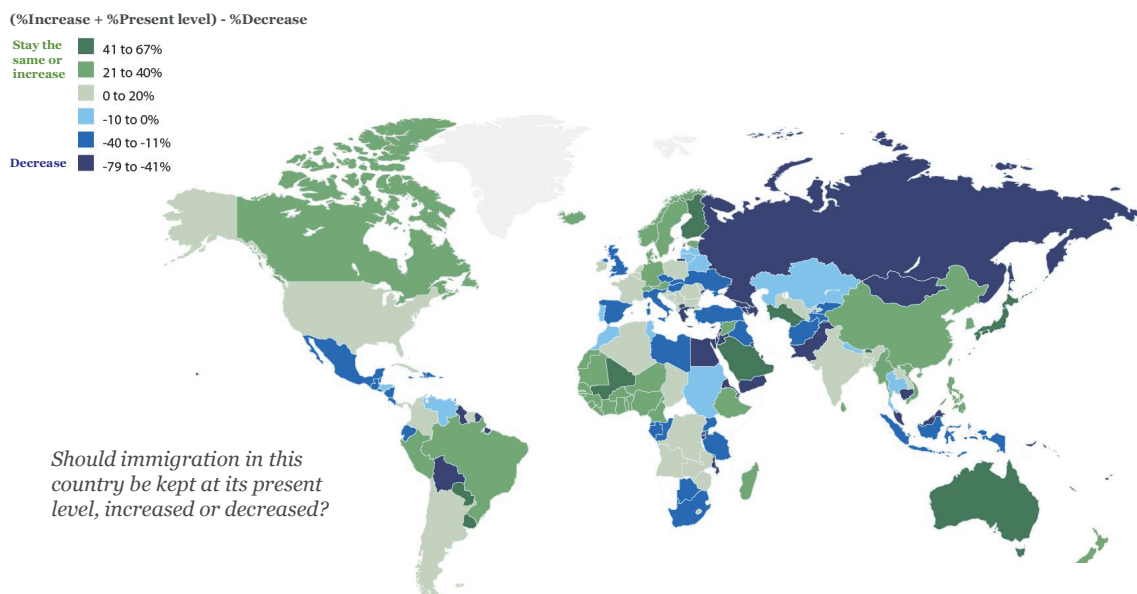 (%Increase + %Present level) - %Decrease
Stay the
same or
increase
41 to 67%
21 to 40%
0 to 20%
-10 to 0%
-40 to -11%
Decrease
-79 to -41%
Should immigration in this
country be kept at its present
level, increased or decreased?